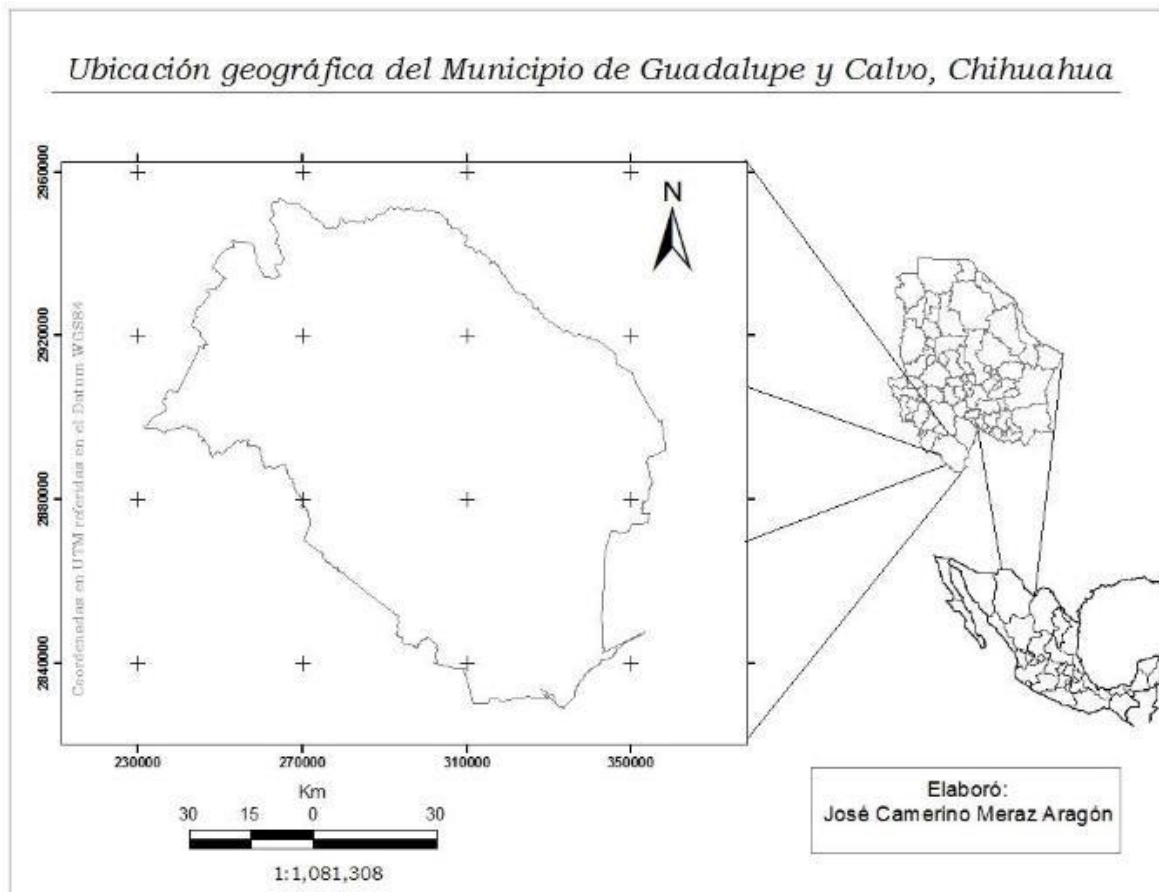 Ubicación geográfica del Municipio de Guadalupe y Calvo, Chihuahua
2960000
2920000
2880000
2840000
Coordenadas en UTM referidas en el Datum WGS84
N
230000
270000
310000
350000
Km
30 15 0 30
1:1,081,308
Elaboró:
José Camerino Meraz Aragón